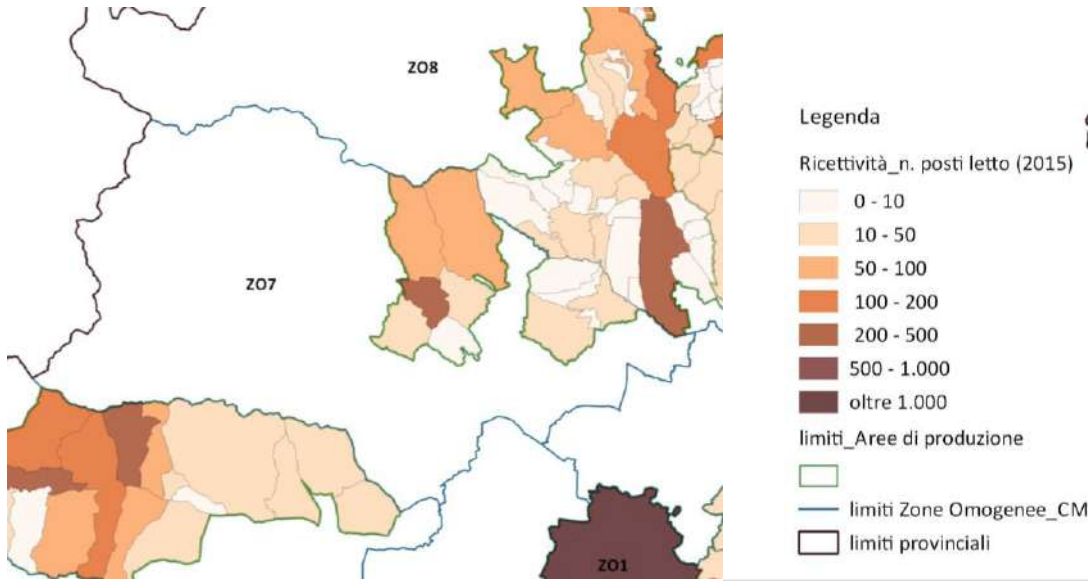 ZO8
ZO7
ZO1
Legenda
Ricettività_n. posti letto (2015)
0 - 10
10 - 50
50 - 100
100 - 200
200 - 500
500 - 1.000
oltre 1.000
limiti_Aree di produzione
limiti Zone Omogenee_CM
limiti provinciali